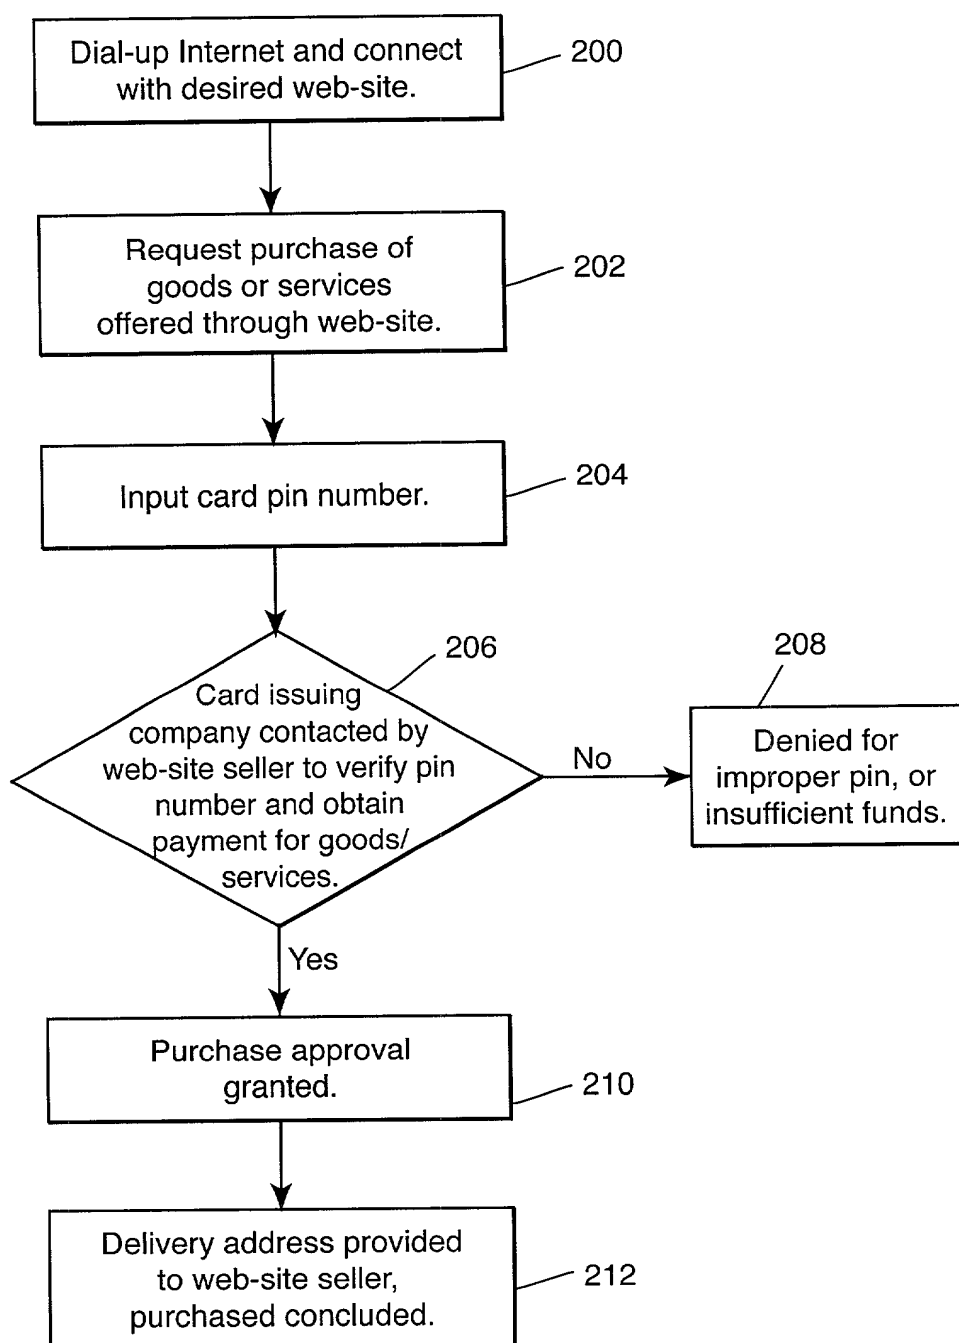 Dial-up Internet and connect
with desired web-site.
200
Request purchase of
goods or services
offered through web-site.
202
Input card pin number.
204
206
Card issuing
company contacted by
web-site seller to verify pin
number and obtain
payment for goods/
services.
No
208
Denied for
improper pin, or
insufficient funds.
Yes
Purchase approval
granted.
210
Delivery address provided
to web-site seller,
purchased concluded.
212